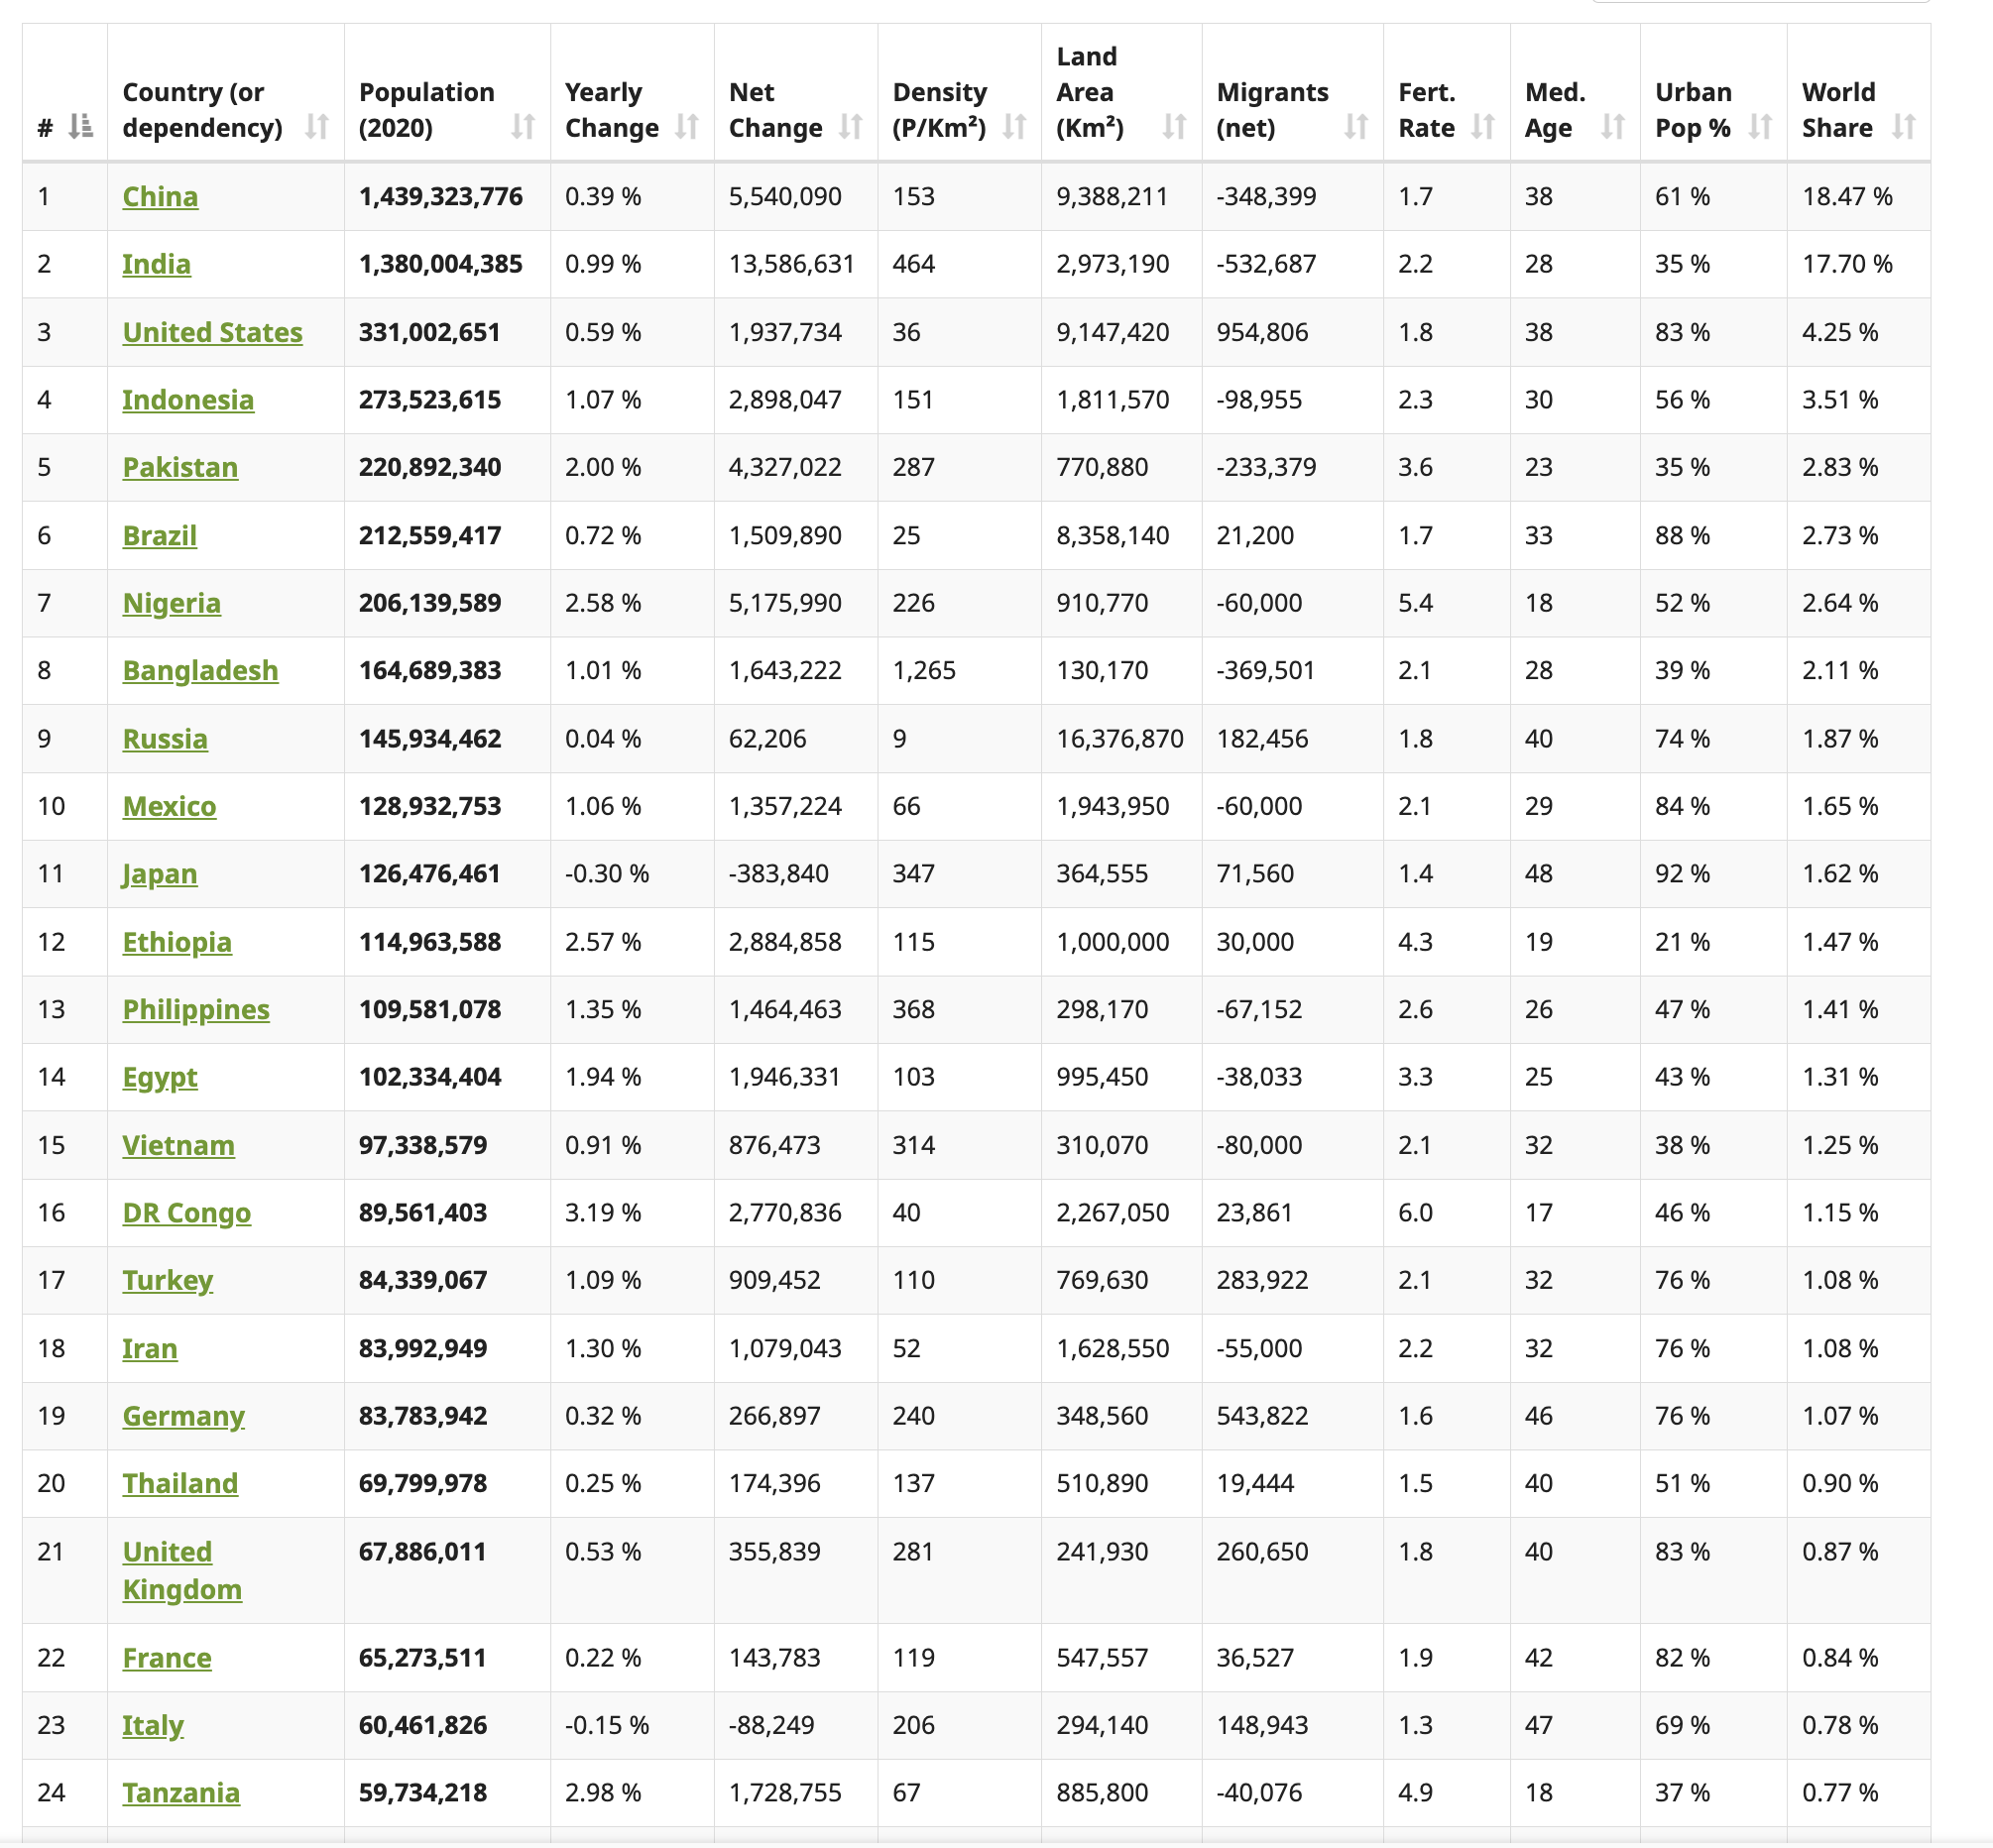 # Country (or dependency) Population (2020) Yearly Change Net Change Density (P/Km²) Land Area (Km²) Migrants (net) Fert. Rate Med. Age Urban Pop % World Share
1 China 1,439,323,776 0.39 % 5,540,090 153 9,388,211 -348,399 1.7 38 61 % 18.47 %
2 India 1,380,004,385 0.99 % 13,586,631 464 2,973,190 -532,687 2.2 28 35 % 17.70 %
3 United States 331,002,651 0.59 % 1,937,734 36 9,147,420 954,806 1.8 38 83 % 4.25 %
4 Indonesia 273,523,615 1.07 % 2,898,047 151 1,811,570 -98,955 2.3 30 56 % 3.51 %
5 Pakistan 220,892,340 2.00 % 4,327,022 287 770,880 -233,379 3.6 23 35 % 2.83 %
6 Brazil 212,559,417 0.72 % 1,509,890 25 8,358,140 21,200 1.7 33 88 % 2.73 %
7 Nigeria 206,139,589 2.58 % 5,175,990 226 910,770 -60,000 5.4 18 52 % 2.64 %
8 Bangladesh 164,689,383 1.01 % 1,643,222 1,265 130,170 -369,501 2.1 28 39 % 2.11 %
9 Russia 145,934,462 0.04 % 62,206 9 16,376,870 182,456 1.8 40 74 % 1.87 %
10 Mexico 128,932,753 1.06 % 1,357,224 66 1,943,950 -60,000 2.1 29 84 % 1.65 %
11 Japan 126,476,461 -0.30 % -383,840 347 364,555 71,560 1.4 48 92 % 1.62 %
12 Ethiopia 114,963,588 2.57 % 2,884,858 115 1,000,000 30,000 4.3 19 21 % 1.47 %
13 Philippines 109,581,078 1.35 % 1,464,463 368 298,170 -67,152 2.6 26 47 % 1.41 %
14 Egypt 102,334,404 1.94 % 1,946,331 103 995,450 -38,033 3.3 25 43 % 1.31 %
15 Vietnam 97,338,579 0.91 % 876,473 314 310,070 -80,000 2.1 32 38 % 1.25 %
16 DR Congo 89,561,403 3.19 % 2,770,836 40 2,267,050 23,861 6.0 17 46 % 1.15 %
17 Turkey 84,339,067 1.09 % 909,452 110 769,630 283,922 2.1 32 76 % 1.08 %
18 Iran 83,992,949 1.30 % 1,079,043 52 1,628,550 -55,000 2.2 32 76 % 1.08 %
19 Germany 83,783,942 0.32 % 266,897 240 348,560 543,822 1.6 46 76 % 1.07 %
20 Thailand 69,799,978 0.25 % 174,396 137 510,890 19,444 1.5 40 51 % 0.90 %
21 United Kingdom 67,886,011 0.53 % 355,839 281 241,930 260,650 1.8 40 83 % 0.87 %
22 France 65,273,511 0.22 % 143,783 119 547,557 36,527 1.9 42 82 % 0.84 %
23 Italy 60,461,826 -0.15 % -88,249 206 294,140 148,943 1.3 47 69 % 0.78 %
24 Tanzania 59,734,218 2.98 % 1,728,755 67 885,800 -40,076 4.9 18 37 % 0.77 %